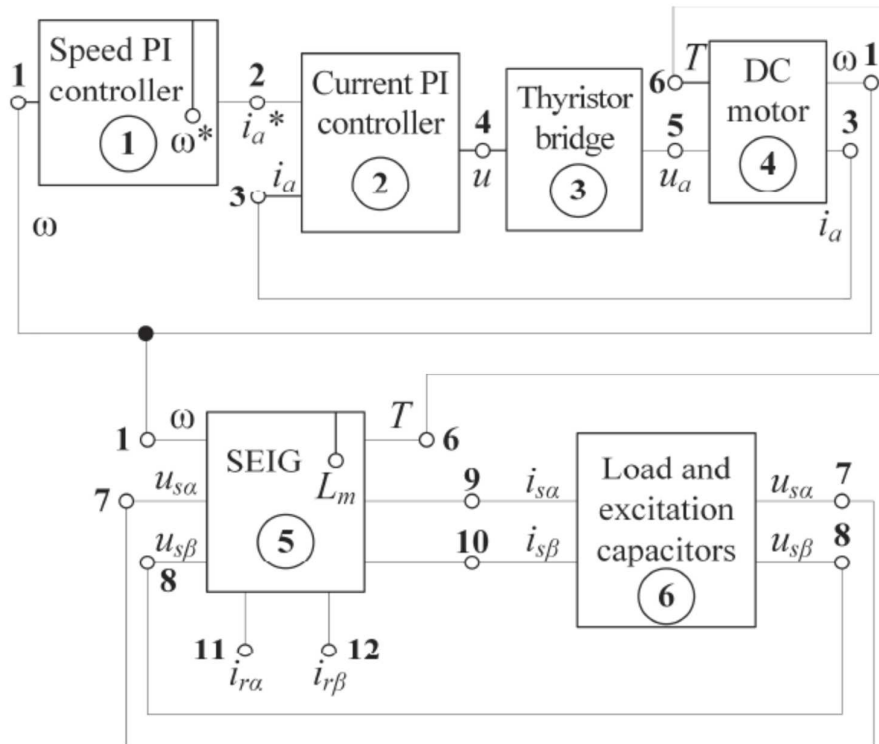 Speed PI
controller
1
ω*
1
ω
2
i_a*
3
i_a
Current PI
controller
2
4
u
Thyristor
bridge
3
5
u_a
6
T
DC
motor
4
ω
1
3
i_a
1
ω
7
u_sα
u_sβ
8
SEIG
L_m
5
T
6
9
i_sα
10
i_sβ
11
i_rα
12
i_rβ
Load and
excitation
capacitors
6
u_sα
7
u_sβ
8